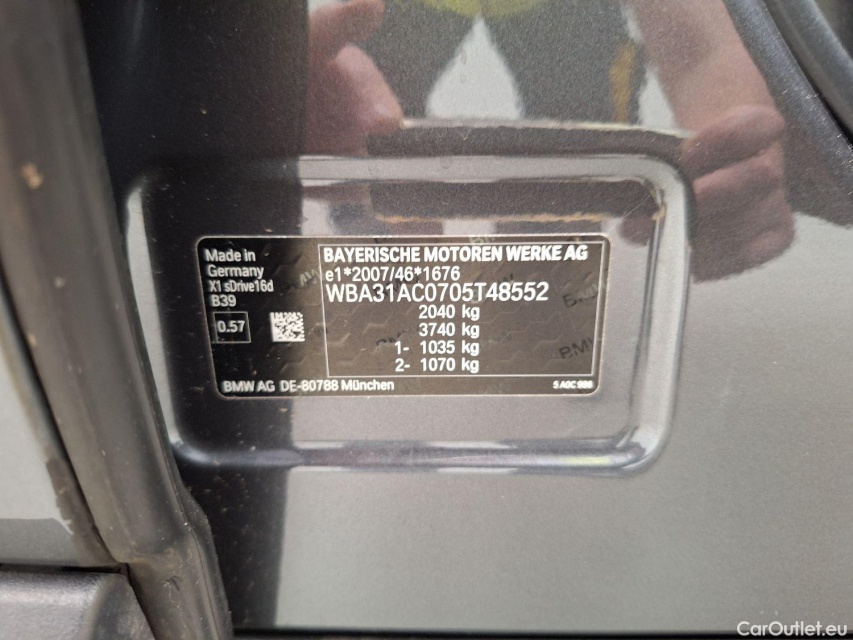 Made in
Germany
X1 sDrive16d
B39
0.57
BAYERISCHE MOTOREN WERKE AG
e1*2007/46*1676
WBA31AC0705T48552
2040 kg
3740 kg
1- 1035 kg
2- 1070 kg
BMW AG DE-80788 München
CarOutlet.eu